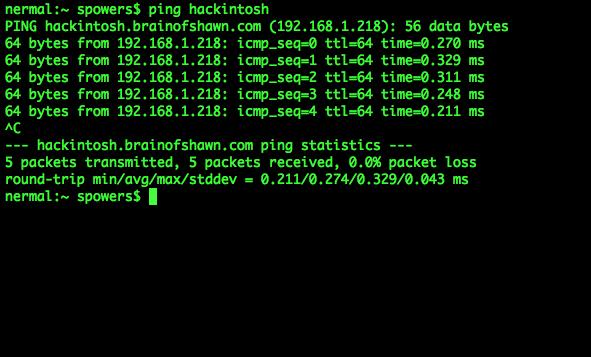 nermal:~ spowers$ ping hackintosh
PING hackintosh.brainofshawn.com (192.168.1.218): 56 data bytes
64 bytes from 192.168.1.218: icmp_seq=0 ttl=64 time=0.270 ms
64 bytes from 192.168.1.218: icmp_seq=1 ttl=64 time=0.329 ms
64 bytes from 192.168.1.218: icmp_seq=2 ttl=64 time=0.311 ms
64 bytes from 192.168.1.218: icmp_seq=3 ttl=64 time=0.248 ms
64 bytes from 192.168.1.218: icmp_seq=4 ttl=64 time=0.211 ms
^C
--- hackintosh.brainofshawn.com ping statistics ---
5 packets transmitted, 5 packets received, 0.0% packet loss
round-trip min/avg/max/stddev = 0.211/0.274/0.329/0.043 ms
nermal:~ spowers$